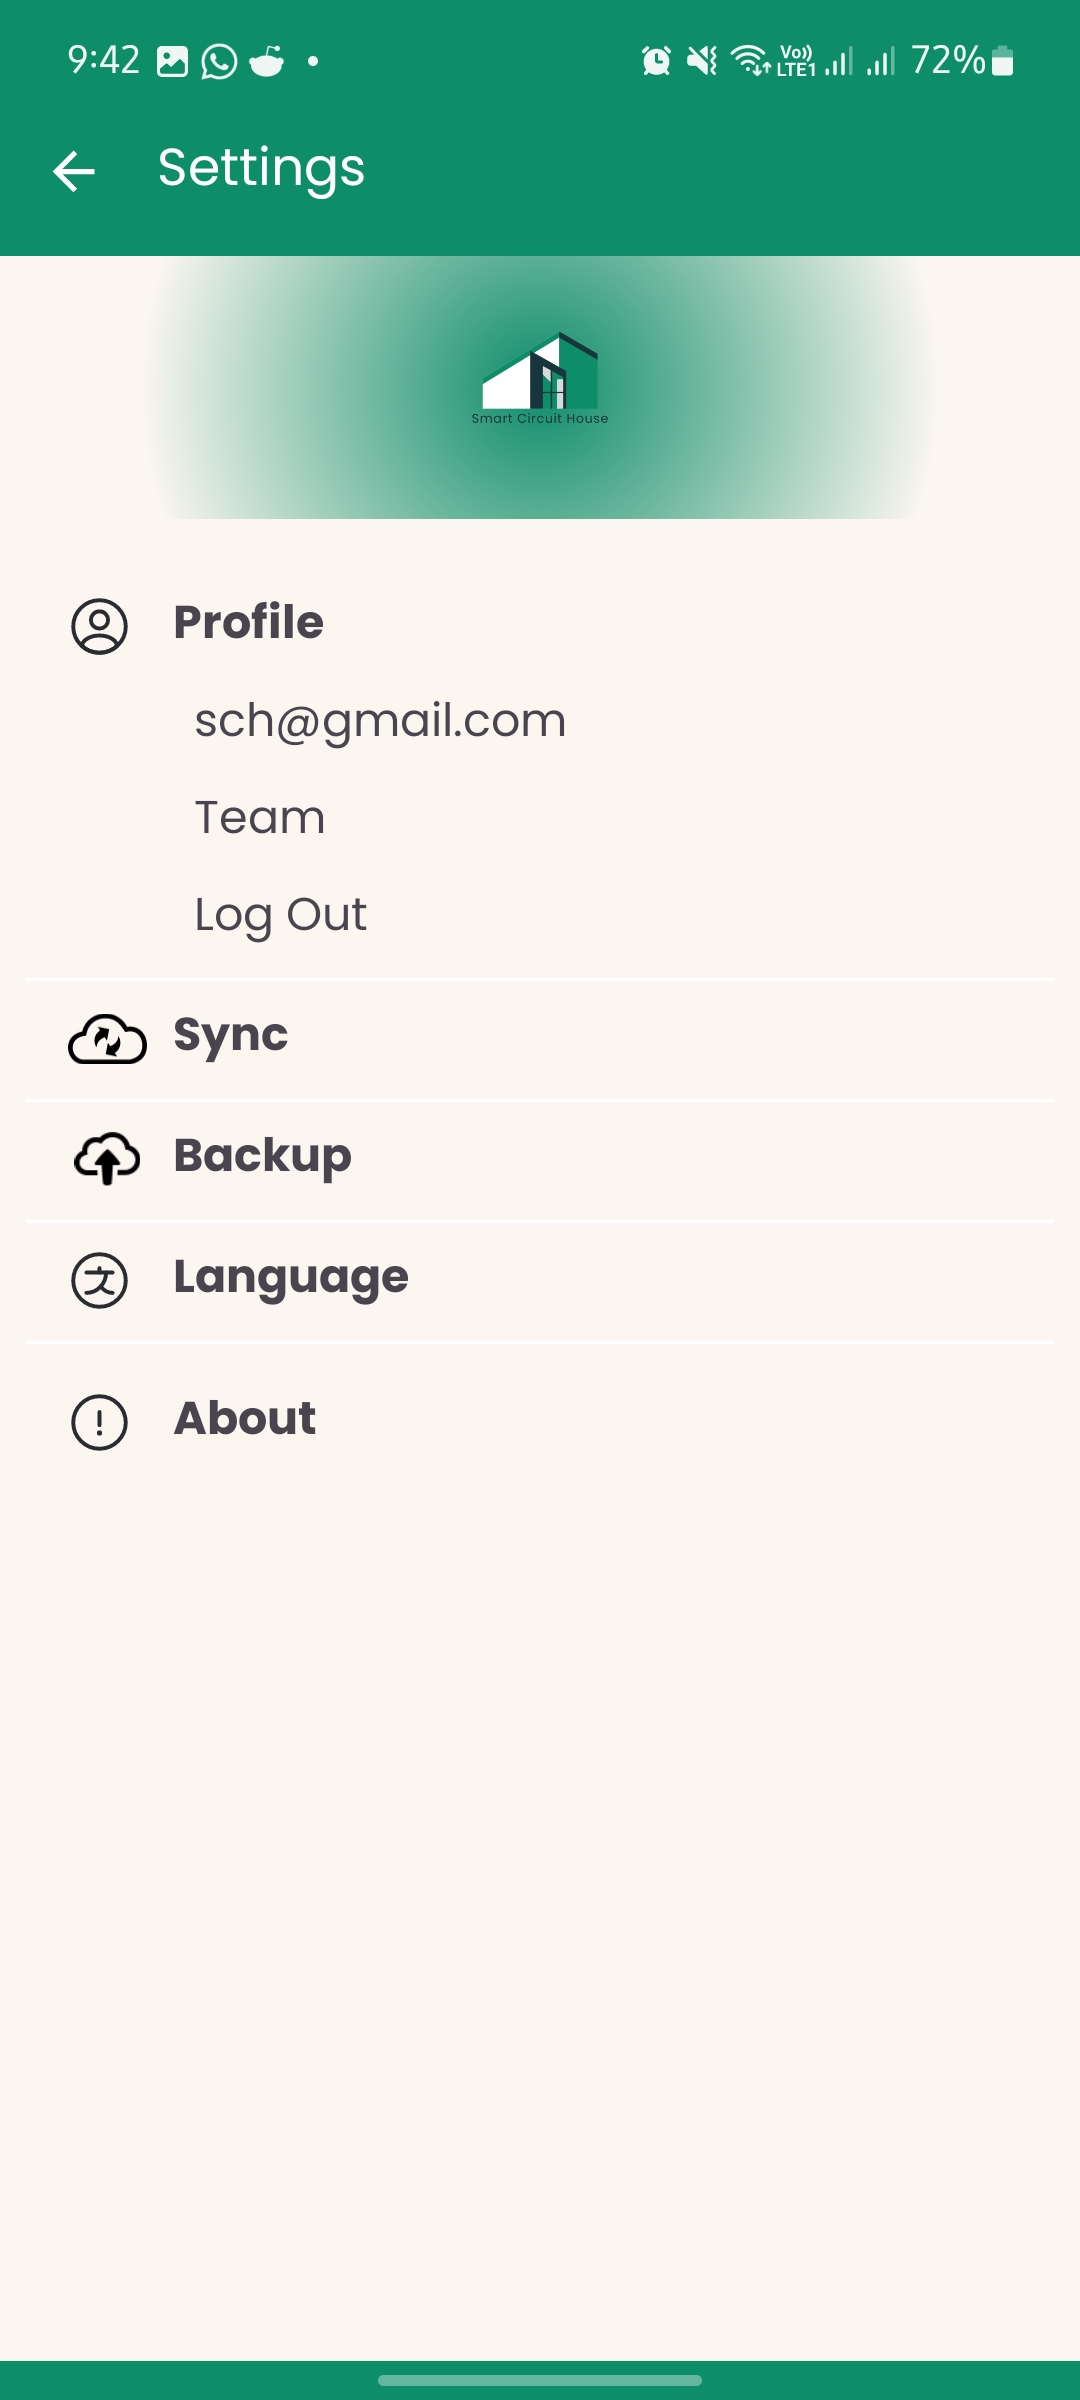 9:42
Vo)) LTE1
72%
Settings
Smart Circuit House
Profile
sch@gmail.com
Team
Log Out
Sync
Backup
文
Language
About